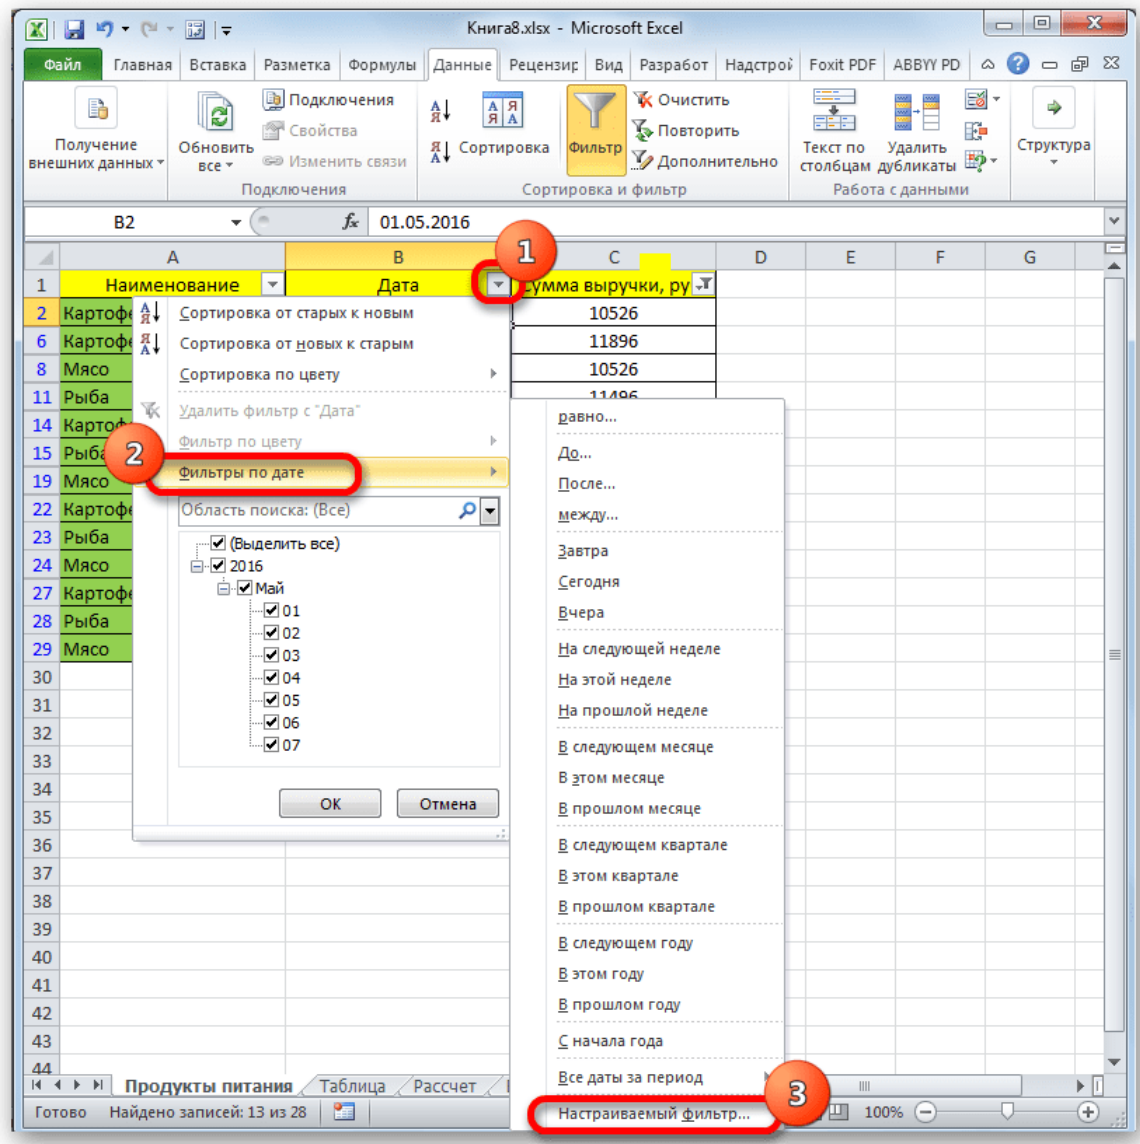 Книга8.xlsx - Microsoft Excel
Файл Главная Вставка Разметка Формулы Данные Рецензир Вид Разработ Надстрой Foxit PDF ABBYY PD
Получение внешних данных
Обновить все
Подключения
Свойства
Изменить связи
Подключения
Сортировка
Фильтр
Очистить
Повторить
Дополнительно
Сортировка и фильтр
Текст по столбцам
Удалить дубликаты
Работа с данными
Структура
B2 fx 01.05.2016
A B C D E F G
1 Наименование Дата Сумма выручки, ру
2 Картофе 10526
6 Картофе 11896
8 Мясо 10526
11 Рыба 11496
14 Картофе
15 Рыба
19 Мясо
22 Картофе
23 Рыба
24 Мясо
27 Картофе
28 Рыба
29 Мясо
30
31
32
33
34
35
36
37
38
39
40
41
42
43
44
1
Сортировка от старых к новым
Сортировка от новых к старым
Сортировка по цвету
Удалить фильтр с "Дата"
Фильтр по цвету
2
Фильтры по дате
Область поиска: (Все)
(Выделить все)
2016
Май
01
02
03
04
05
06
07
ОК Отмена
равно...
До...
После...
между...
Завтра
Сегодня
Вчера
На следующей неделе
На этой неделе
На прошлой неделе
В следующем месяце
В этом месяце
В прошлом месяце
В следующем квартале
В этом квартале
В прошлом квартале
В следующем году
В этом году
В прошлом году
С начала года
Все даты за период
Настраиваемый фильтр...
3
Продукты питания Таблица Рассчет
Готово Найдено записей: 13 из 28 100%